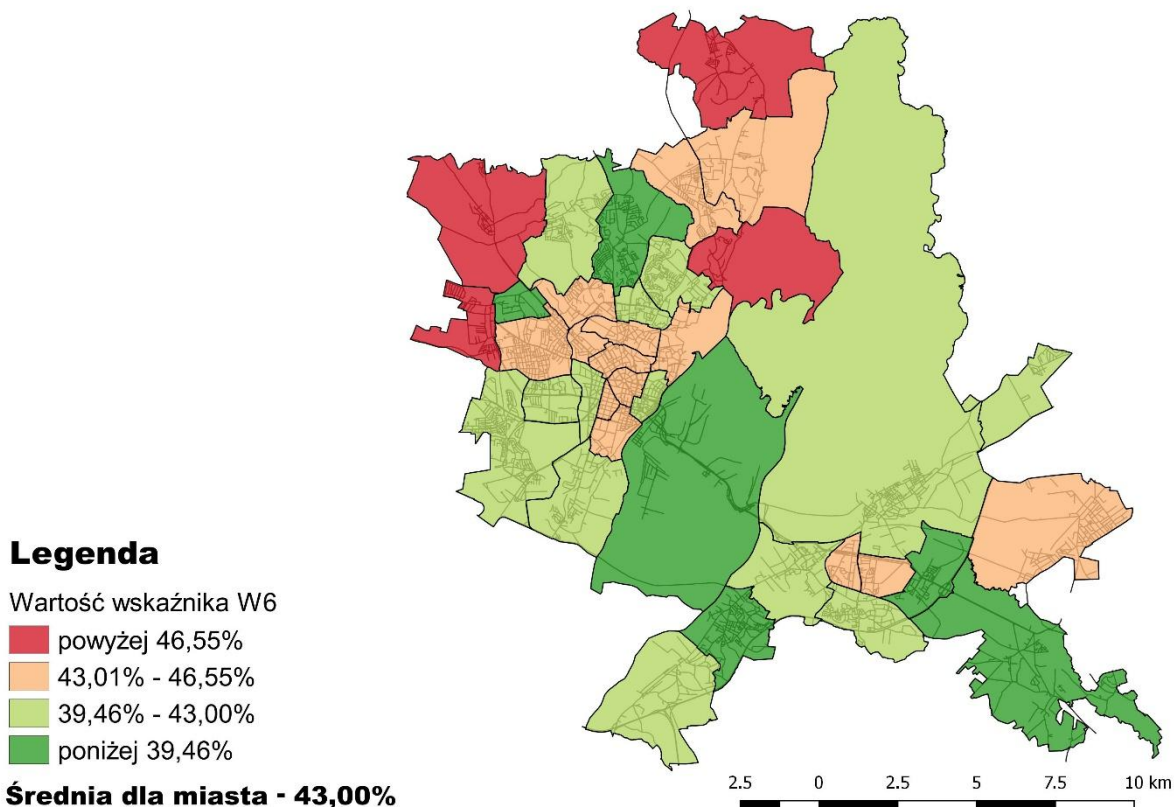 Legenda
Wartość wskaźnika W6
powyżej 46,55%
43,01% - 46,55%
39,46% - 43,00%
poniżej 39,46%
Średnia dla miasta - 43,00%
2.5 0 2.5 5 7.5 10 km